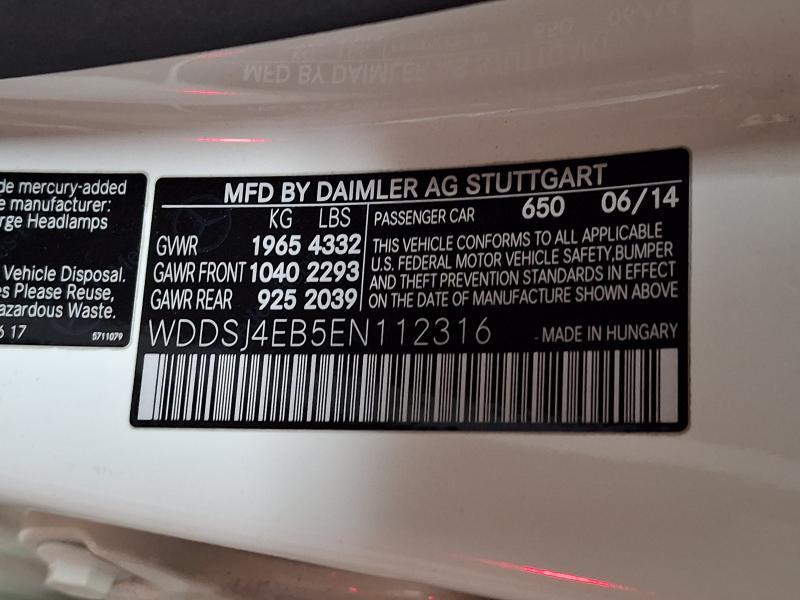 de mercury-added
e manufacturer:
rge Headlamps
Vehicle Disposal.
es Please Reuse,
azardous Waste.
6 17
5711079
MFD BY DAIMLER AG STUTTGART
KG LBS
GVWR 1965 4332
GAWR FRONT 1040 2293
GAWR REAR 925 2039
PASSENGER CAR 650 06/14
THIS VEHICLE CONFORMS TO ALL APPLICABLE
U.S. FEDERAL MOTOR VEHICLE SAFETY, BUMPER
AND THEFT PREVENTION STANDARDS IN EFFECT
ON THE DATE OF MANUFACTURE SHOWN ABOVE
WDDSJ4EB5EN112316 - MADE IN HUNGARY